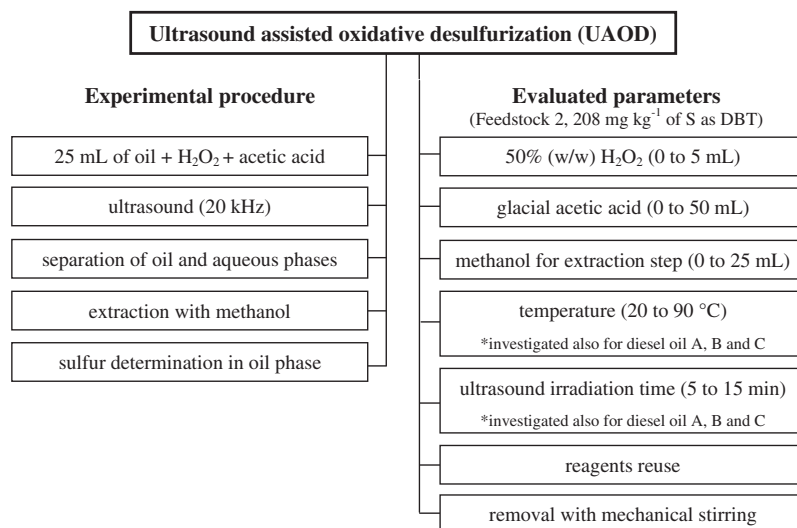 Ultrasound assisted oxidative desulfurization (UAOD)
Experimental procedure
25 mL of oil + H₂O₂ + acetic acid
ultrasound (20 kHz)
separation of oil and aqueous phases
extraction with methanol
sulfur determination in oil phase
Evaluated parameters
(Feedstock 2, 208 mg kg⁻¹ of S as DBT)
50% (w/w) H₂O₂ (0 to 5 mL)
glacial acetic acid (0 to 50 mL)
methanol for extraction step (0 to 25 mL)
temperature (20 to 90 °C)
*investigated also for diesel oil A, B and C
ultrasound irradiation time (5 to 15 min)
*investigated also for diesel oil A, B and C
reagents reuse
removal with mechanical stirring